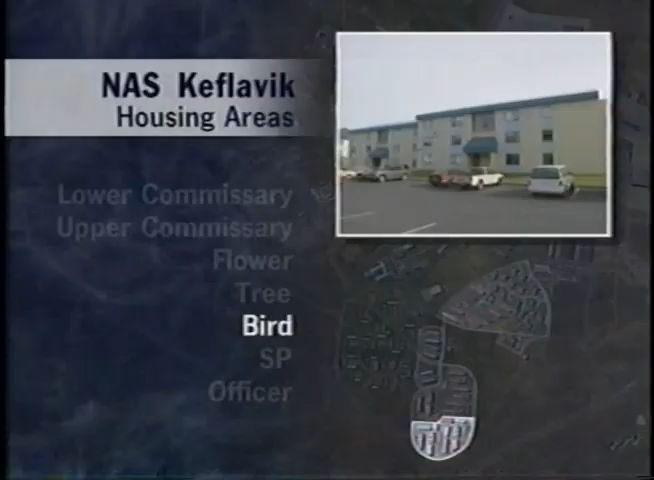 NAS Keflavik
Housing Areas
Lower Commissary
Upper Commissary
Flower
Tree
Bird
SP
Officer